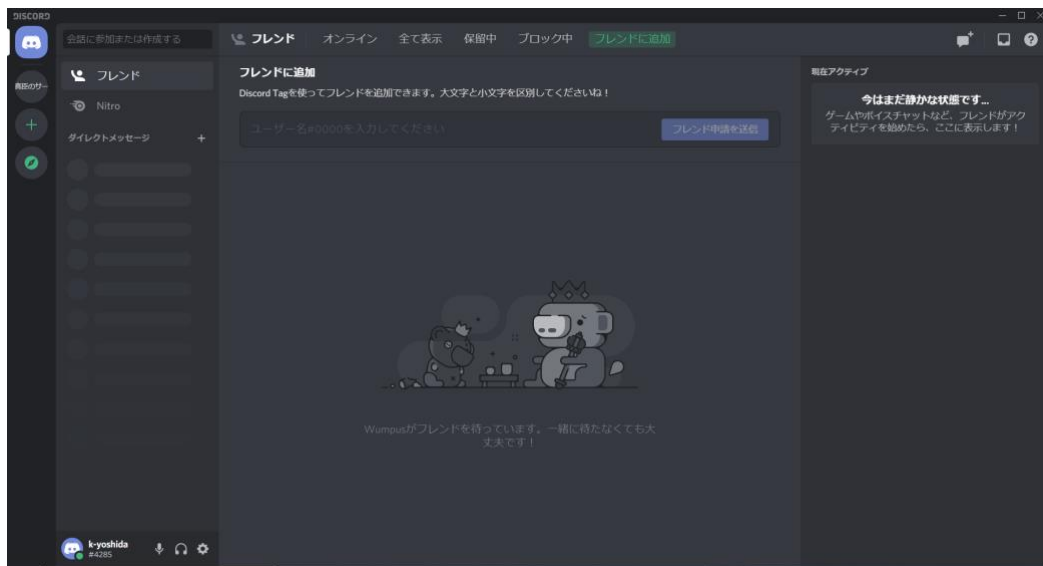 DISCORD
会話に参加または作成する
フレンド
オンライン
全て表示
保留中
ブロック中
フレンドに追加
フレンド
Nitro
ダイレクトメッセージ
フレンドに追加
Discord Tagを使ってフレンドを追加できます。大文字と小文字を区別してくださいね！
ユーザー名#0000を入力してください
フレンド申請を送信
Wumpusがフレンドを待っています。一緒に待たなくても大
丈夫です！
現在アクティブ
今はまだ静かな状態です...
ゲームやボイスチャットなど、フレンドがアク
ティビティを始めたら、ここに表示します！
k-yoshida
#4285